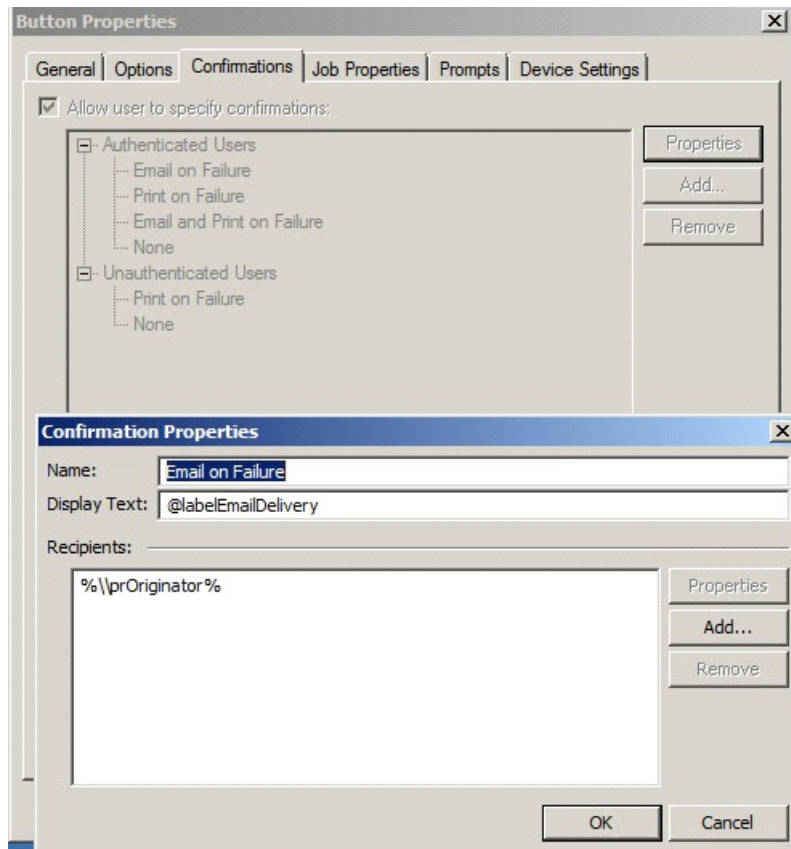 Button Properties
General Options Confirmations Job Properties Prompts Device Settings
Allow user to specify confirmations:
Authenticated Users
Email on Failure
Print on Failure
Email and Print on Failure
None
Unauthenticated Users
Print on Failure
None
Properties
Add...
Remove
Confirmation Properties
Name: Email on Failure
Display Text: @labelEmailDelivery
Recipients:
%\\prOriginator%
Properties
Add...
Remove
OK Cancel